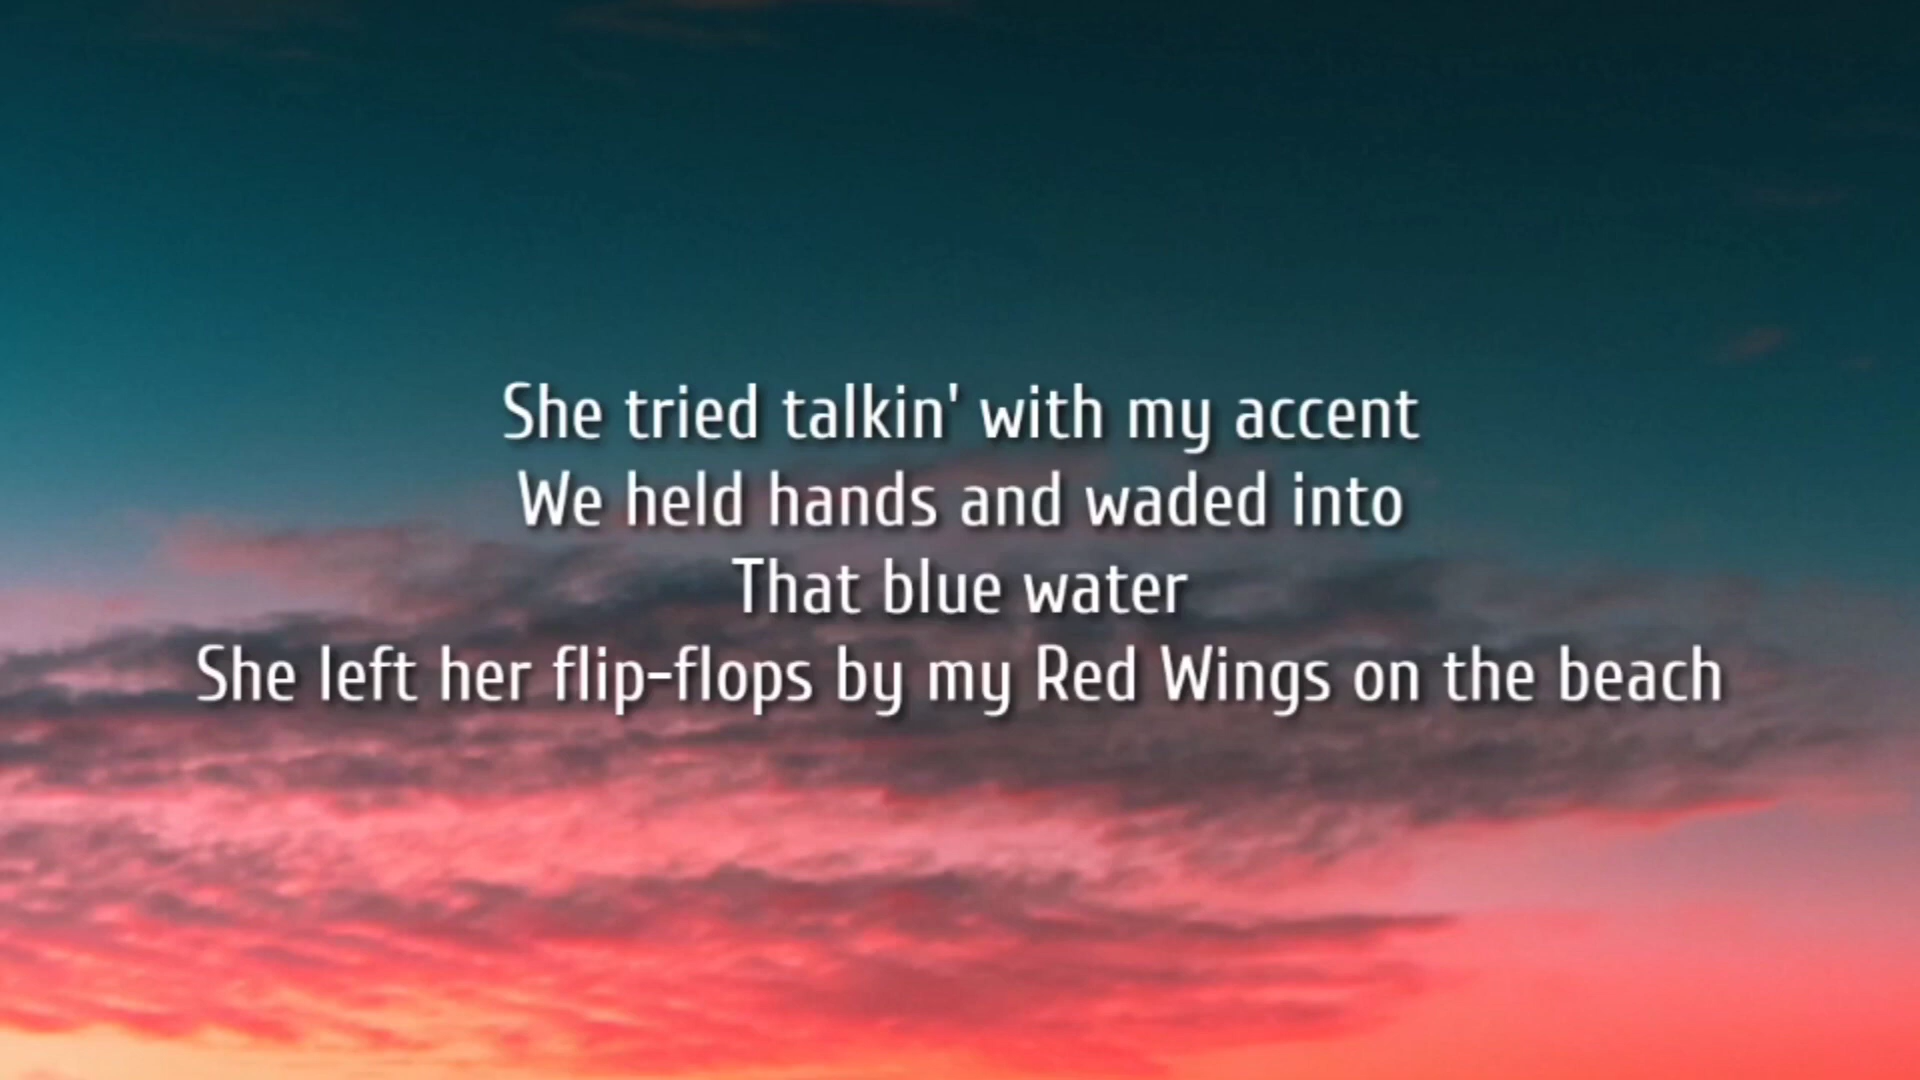 She tried talkin' with my accent
We held hands and waded into
That blue water
She left her flip-flops by my Red Wings on the beach